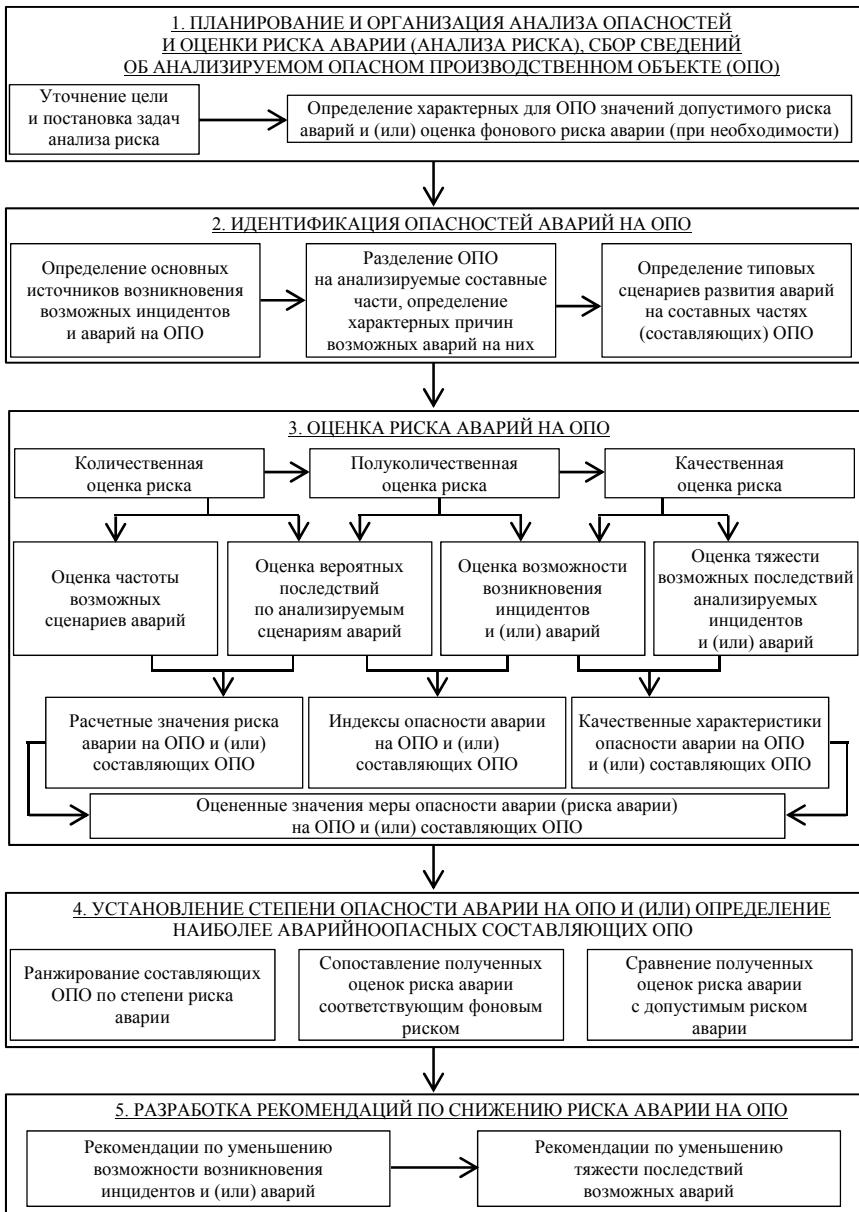 1. ПЛАНИРОВАНИЕ И ОРГАНИЗАЦИЯ АНАЛИЗА ОПАСНОСТЕЙ
И ОЦЕНКИ РИСКА АВАРИИ (АНАЛИЗА РИСКА), СБОР СВЕДЕНИЙ
ОБ АНАЛИЗИРУЕМОМ ОПАСНОМ ПРОИЗВОДСТВЕННОМ ОБЪЕКТЕ (ОПО)
Уточнение цели
и постановка задач
анализа риска
Определение характерных для ОПО значений допустимого риска
аварий и (или) оценка фонового риска аварии (при необходимости)
2. ИДЕНТИФИКАЦИЯ ОПАСНОСТЕЙ АВАРИЙ НА ОПО
Определение основных
источников возникновения
возможных инцидентов
и аварий на ОПО
Разделение ОПО
на анализируемые составные
части, определение
характерных причин
возможных аварий на них
Определение типовых
сценариев развития аварий
на составных частях
(составляющих) ОПО
3. ОЦЕНКА РИСКА АВАРИЙ НА ОПО
Количественная
оценка риска
Полуколичественная
оценка риска
Качественная
оценка риска
Оценка частоты
возможных
сценариев аварий
Оценка вероятных
последствий
по анализируемым
сценариям аварий
Оценка возможности
возникновения
инцидентов
и (или) аварий
Оценка тяжести
возможных последствий
анализируемых
инцидентов
и (или) аварий
Расчетные значения риска
аварии на ОПО и (или)
составляющих ОПО
Индексы опасности аварии
на ОПО и (или)
составляющих ОПО
Качественные характеристики
опасности аварии на ОПО
и (или) составляющих ОПО
Оцененные значения меры опасности аварии (риска аварии)
на ОПО и (или) составляющих ОПО
4. УСТАНОВЛЕНИЕ СТЕПЕНИ ОПАСНОСТИ АВАРИИ НА ОПО И (ИЛИ) ОПРЕДЕЛЕНИЕ
НАИБОЛЕЕ АВАРИЙНООПАСНЫХ СОСТАВЛЯЮЩИХ ОПО
Ранжирование составляющих
ОПО по степени риска
аварии
Сопоставление полученных
оценок риска аварии
соответствующим фоновым
риском
Сравнение полученных
оценок риска аварии
с допустимым риском
аварии
5. РАЗРАБОТКА РЕКОМЕНДАЦИЙ ПО СНИЖЕНИЮ РИСКА АВАРИИ НА ОПО
Рекомендации по уменьшению
возможности возникновения
инцидентов и (или) аварий
Рекомендации по уменьшению
тяжести последствий
возможных аварий